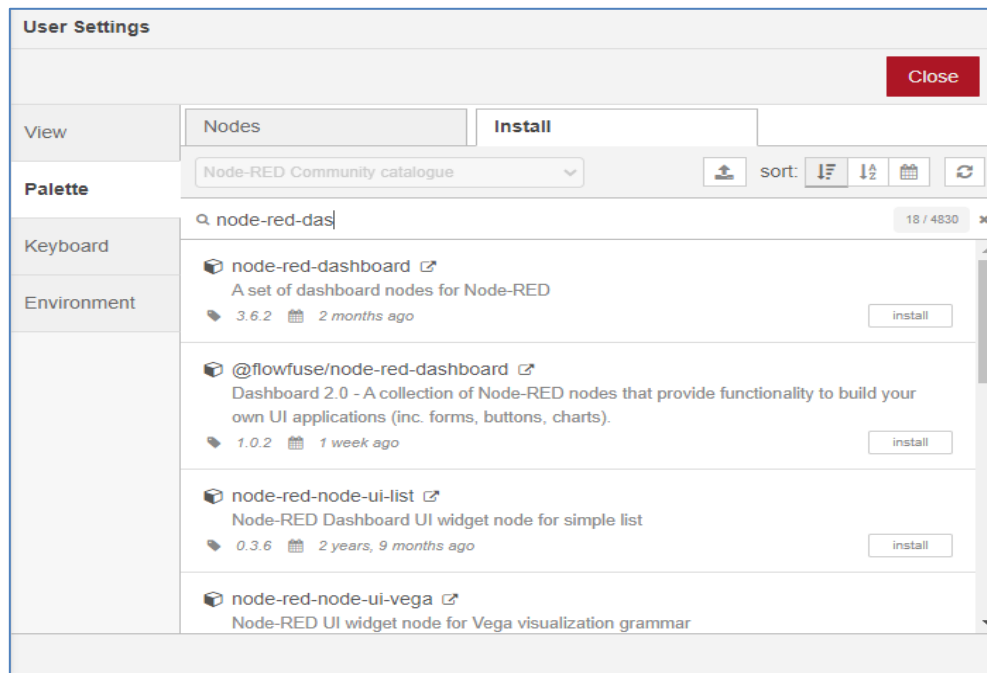 User Settings
Close
View
Palette
Keyboard
Environment
Nodes
Install
Node-RED Community catalogue
sort:
node-red-das
18 / 4830
node-red-dashboard
A set of dashboard nodes for Node-RED
3.6.2 2 months ago
install
@flowfuse/node-red-dashboard
Dashboard 2.0 - A collection of Node-RED nodes that provide functionality to build your
own UI applications (inc. forms, buttons, charts).
1.0.2 1 week ago
install
node-red-node-ui-list
Node-RED Dashboard UI widget node for simple list
0.3.6 2 years, 9 months ago
install
node-red-node-ui-vega
Node-RED UI widget node for Vega visualization grammar